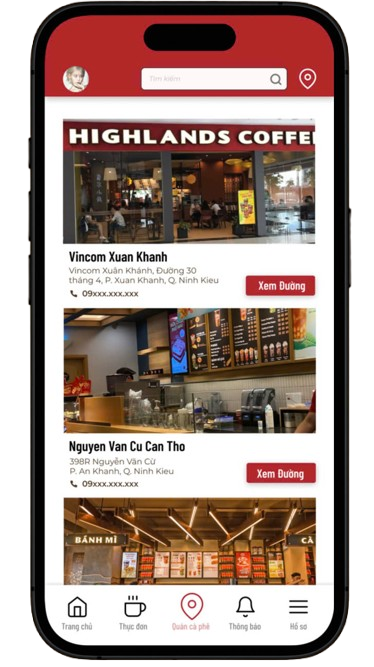 Tìm kiếm
HIGHLANDS COFFEE
Vincom Xuan Khanh
Vincom Xuân Khánh, Đường 30
tháng 4, P. Xuan Khanh, Q. Ninh Kieu
09xxx.xxx.xxx
Xem Đường
Nguyen Van Cu Can Tho
398R Nguyễn Văn Cừ
P. An Khanh, Q. Ninh Kieu
09xxx.xxx.xxx
Xem Đường
BÁNH MÌ
CÀ
Trang chủ
Thực đơn
Quán cà phê
Thông báo
Hồ sơ